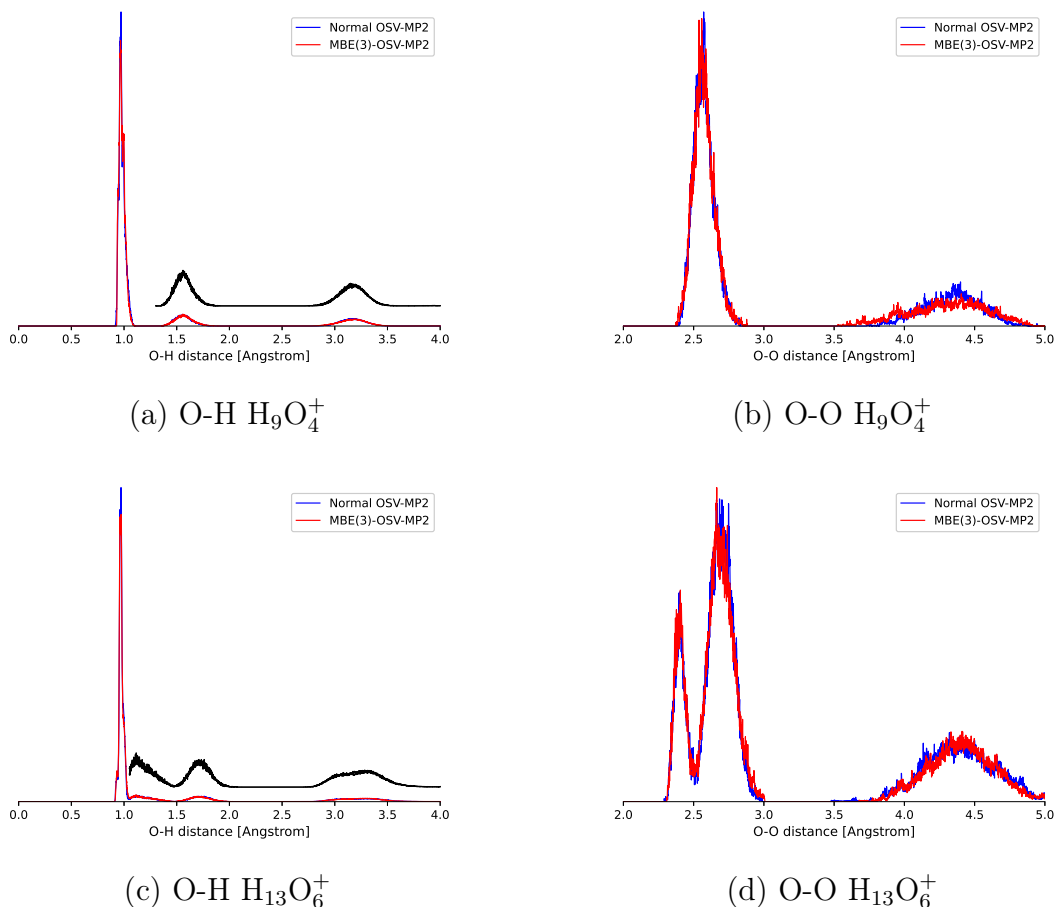 Normal OSV-MP2
MBE(3)-OSV-MP2
0.0 0.5 1.0 1.5 2.0 2.5 3.0 3.5 4.0
O-H distance [Angstrom]
(a) O-H H₉O₄⁺
Normal OSV-MP2
MBE(3)-OSV-MP2
2.0 2.5 3.0 3.5 4.0 4.5 5.0
O-O distance [Angstrom]
(b) O-O H₉O₄⁺
Normal OSV-MP2
MBE(3)-OSV-MP2
0.0 0.5 1.0 1.5 2.0 2.5 3.0 3.5 4.0
O-H distance [Angstrom]
(c) O-H H₁₃O₆⁺
Normal OSV-MP2
MBE(3)-OSV-MP2
2.0 2.5 3.0 3.5 4.0 4.5 5.0
O-O distance [Angstrom]
(d) O-O H₁₃O₆⁺